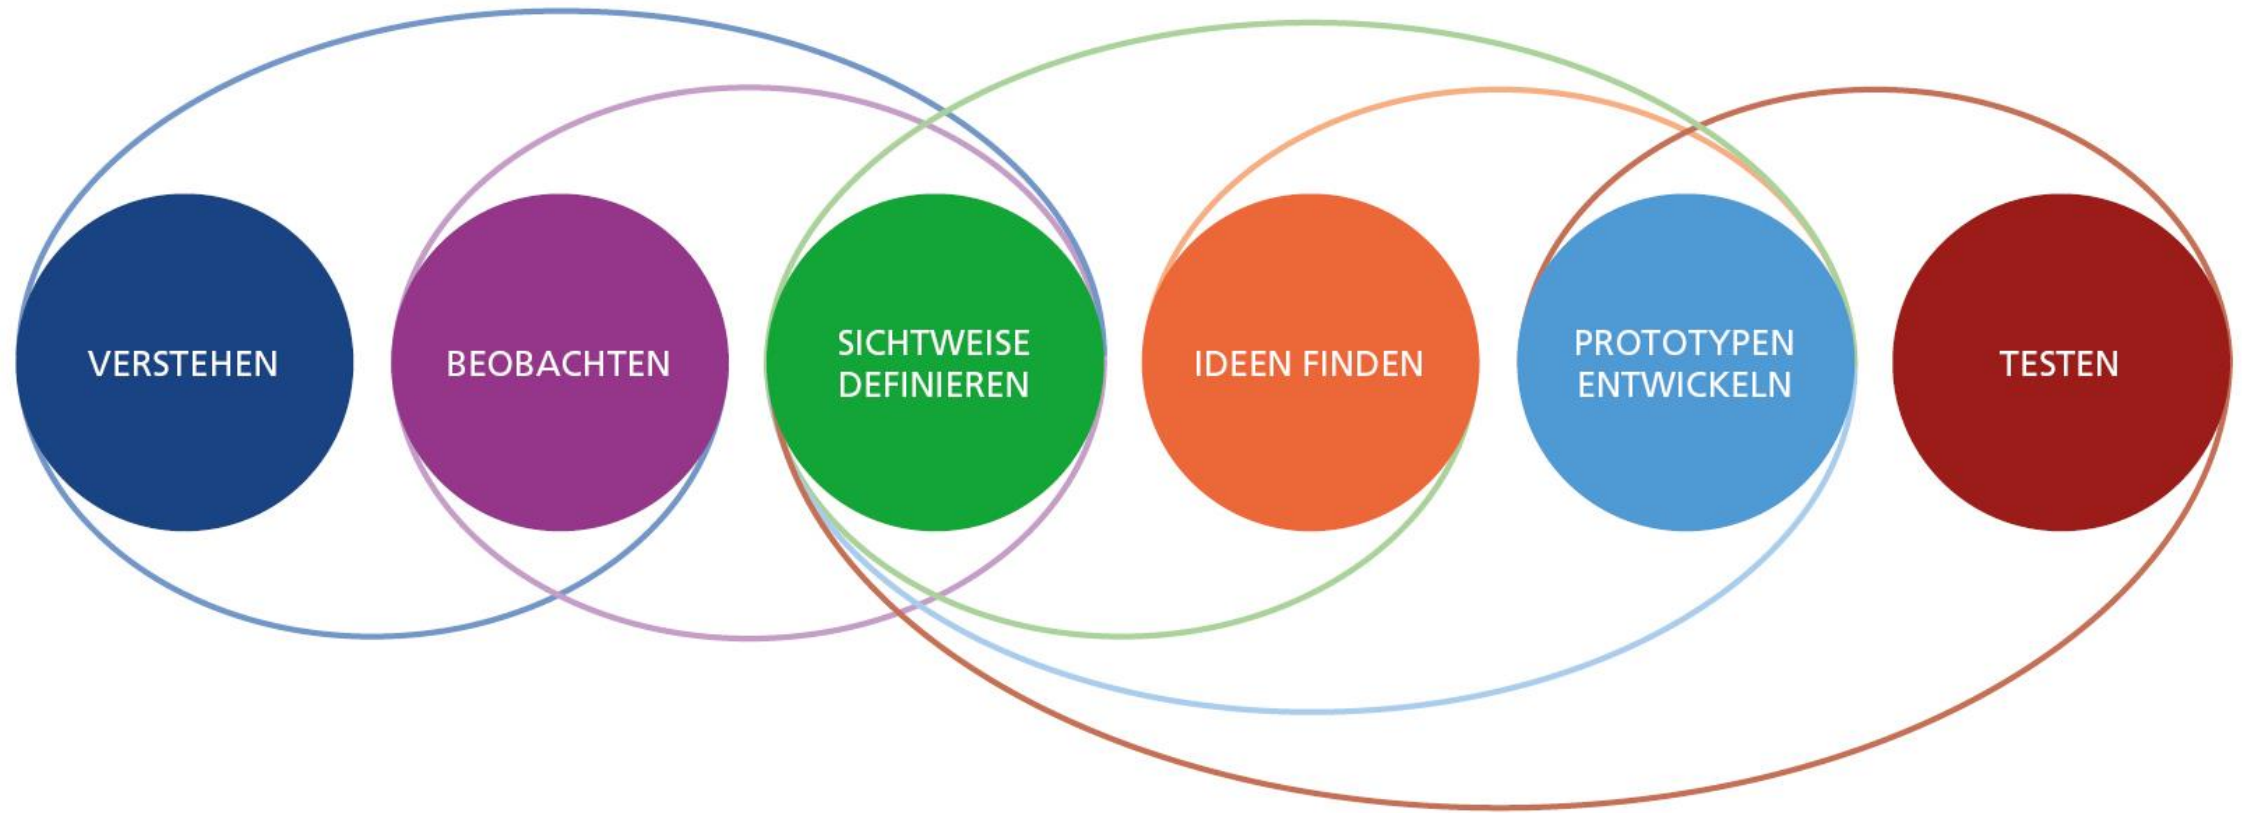 VERSTEHEN
BEOBACHTEN
SICHTWEISE
DEFINIEREN
IDEEN FINDEN
PROTOTYPEN
ENTWICKELN
TESTEN